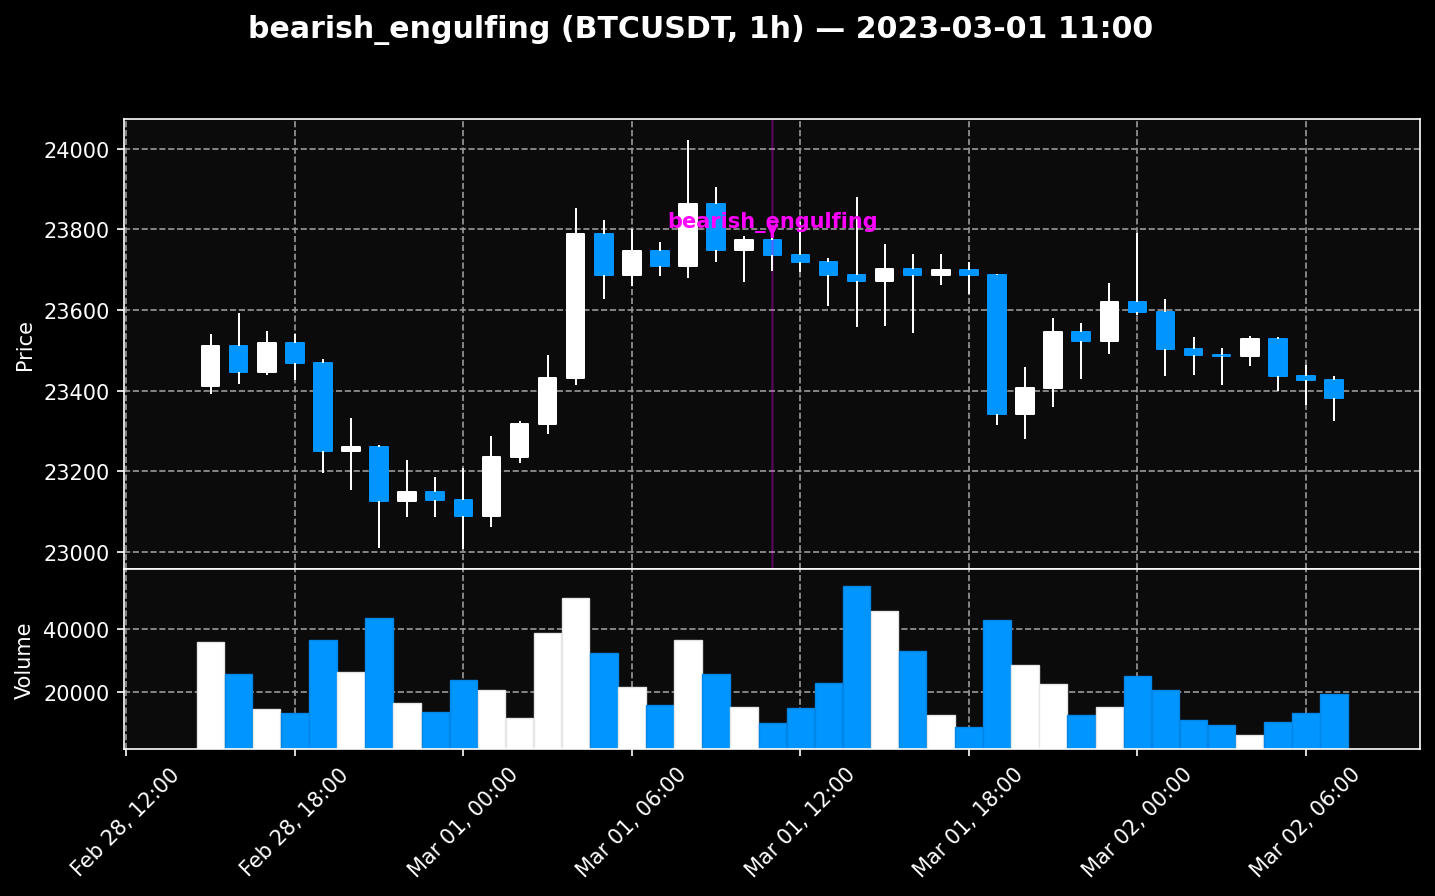 bearish_engulfing (BTCUSDT, 1h) — 2023-03-01 11:00
Price
24000
23800
23600
23400
23200
23000
bearish_engulfing
Volume
40000
20000
Feb 28, 12:00
Feb 28, 18:00
Mar 01, 00:00
Mar 01, 06:00
Mar 01, 12:00
Mar 01, 18:00
Mar 02, 00:00
Mar 02, 06:00